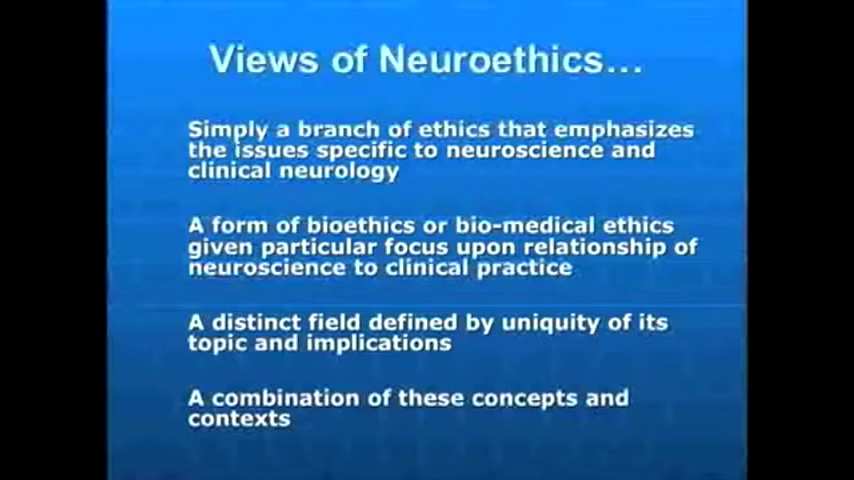 Views of Neuroethics...
Simply a branch of ethics that emphasizes
the issues specific to neuroscience and
clinical neurology
A form of bioethics or bio-medical ethics
given particular focus upon relationship of
neuroscience to clinical practice
A distinct field defined by uniquity of its
topic and implications
A combination of these concepts and
contexts